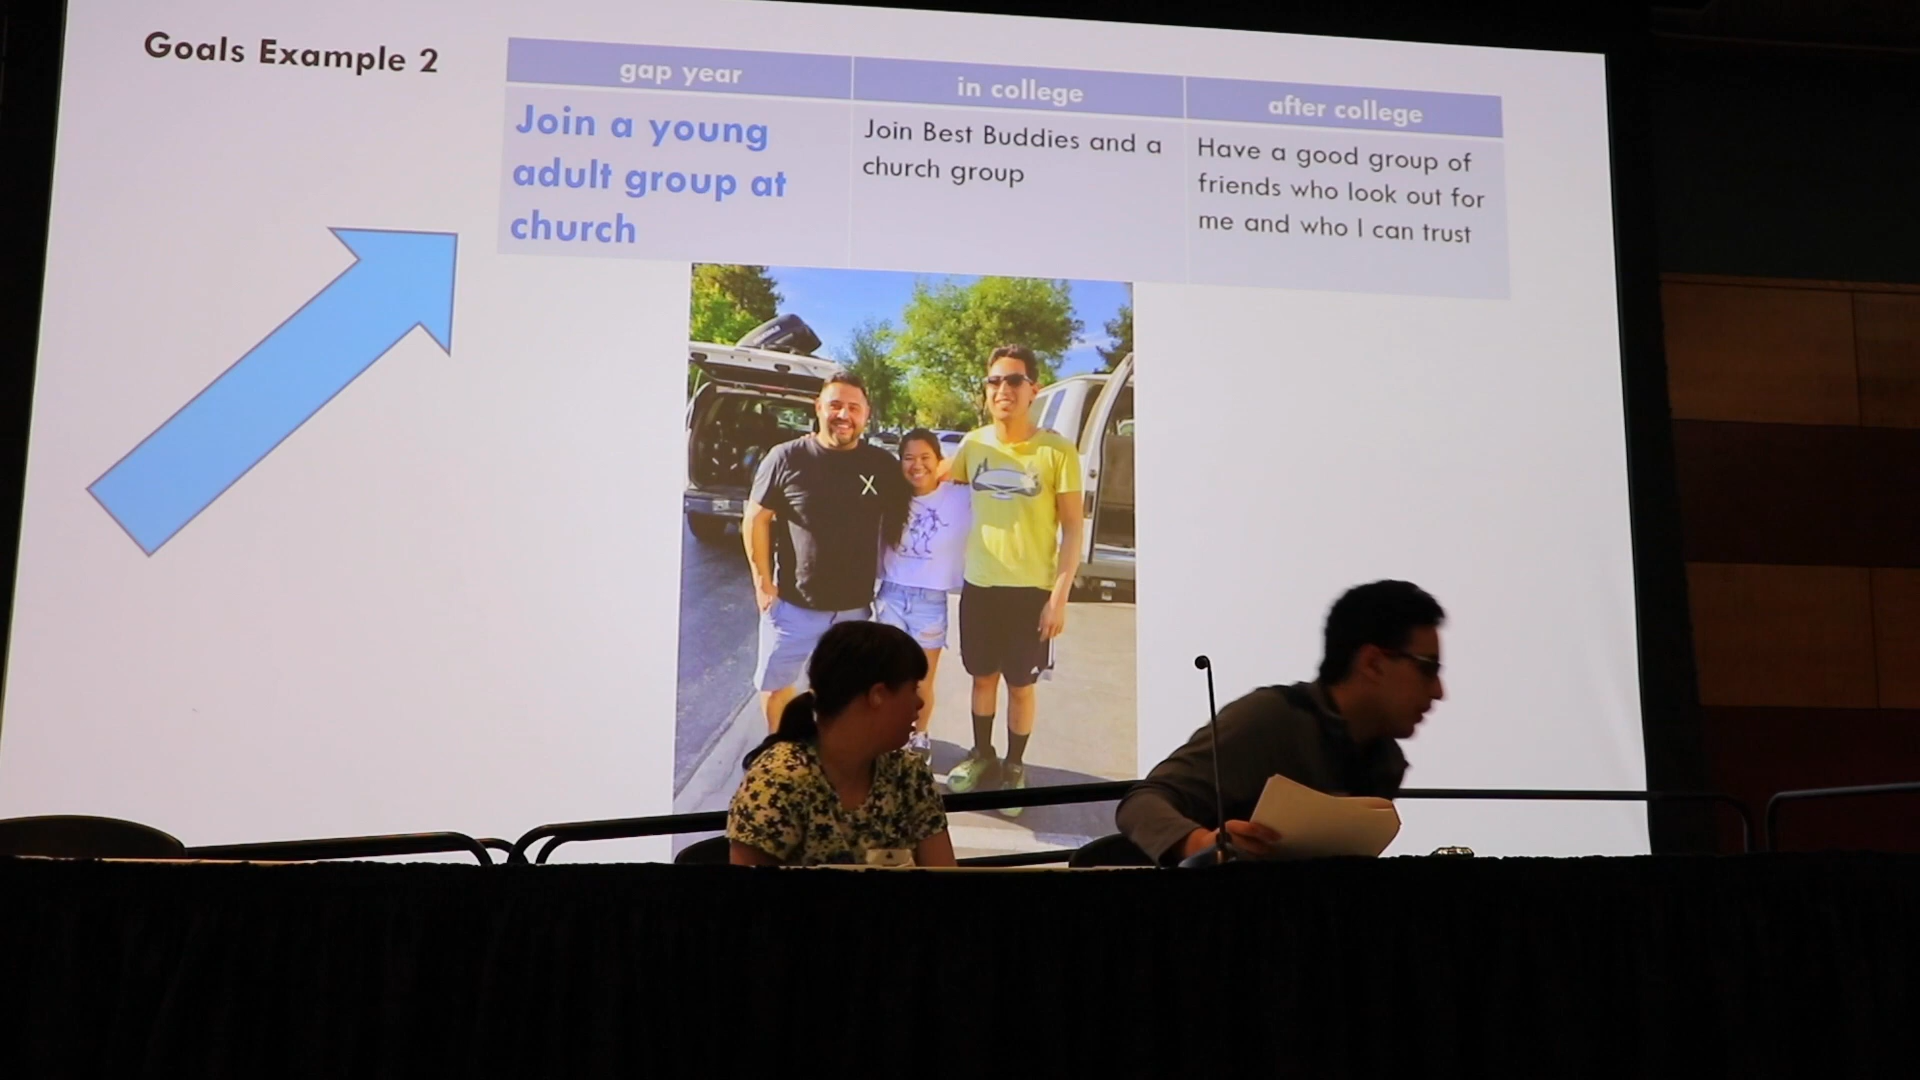 Goals Example 2
gap year
in college
after college
Join a young
adult group at
church
Join Best Buddies and a
church group
Have a good group of
friends who look out for
me and who I can trust
X